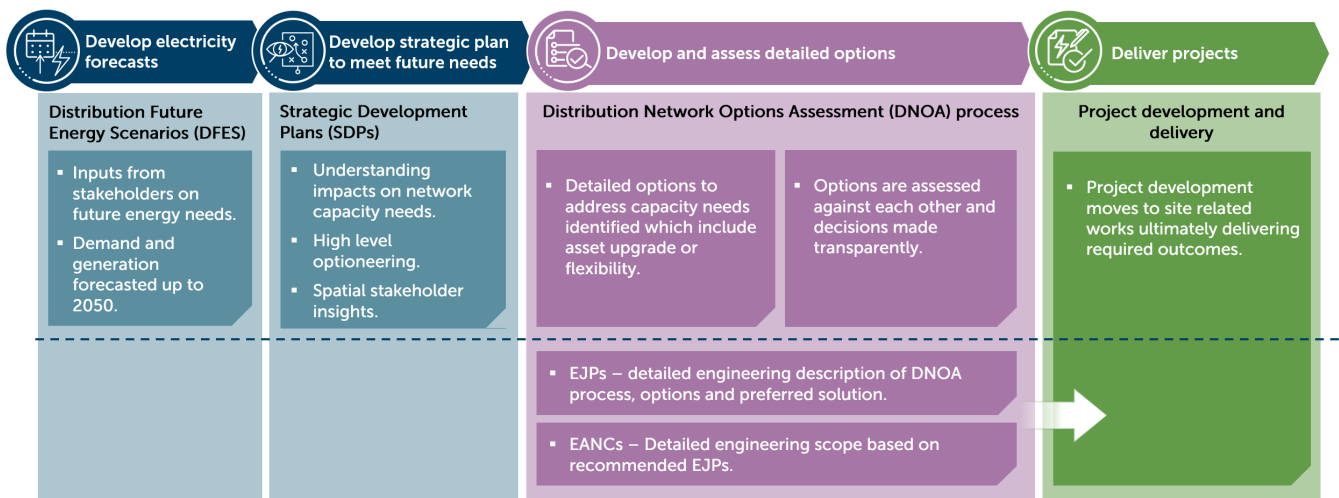 Develop electricity
forecasts
Develop strategic plan
to meet future needs
Develop and assess detailed options
Deliver projects
Distribution Future
Energy Scenarios (DFES)
▪ Inputs from
stakeholders on
future energy needs.
▪ Demand and
generation
forecasted up to
2050.
Strategic Development
Plans (SDPs)
▪ Understanding
impacts on network
capacity needs.
▪ High level
optioneering.
▪ Spatial stakeholder
insights.
Distribution Network Options Assessment (DNOA) process
▪ Detailed options to
address capacity needs
identified which include
asset upgrade or
flexibility.
▪ Options are assessed
against each other and
decisions made
transparently.
▪ EJPs – detailed engineering description of DNOA
process, options and preferred solution.
▪ EANCs – Detailed engineering scope based on
recommended EJPs.
Project development and
delivery
▪ Project development
moves to site related
works ultimately delivering
required outcomes.